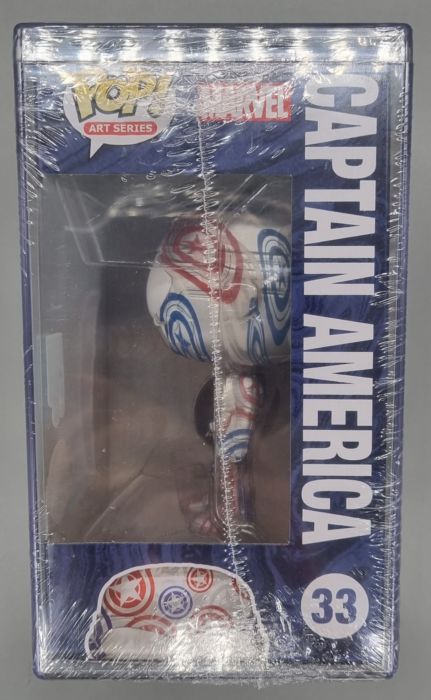 POP!
ART SERIES
MARVEL
CAPTAIN AMERICA
33